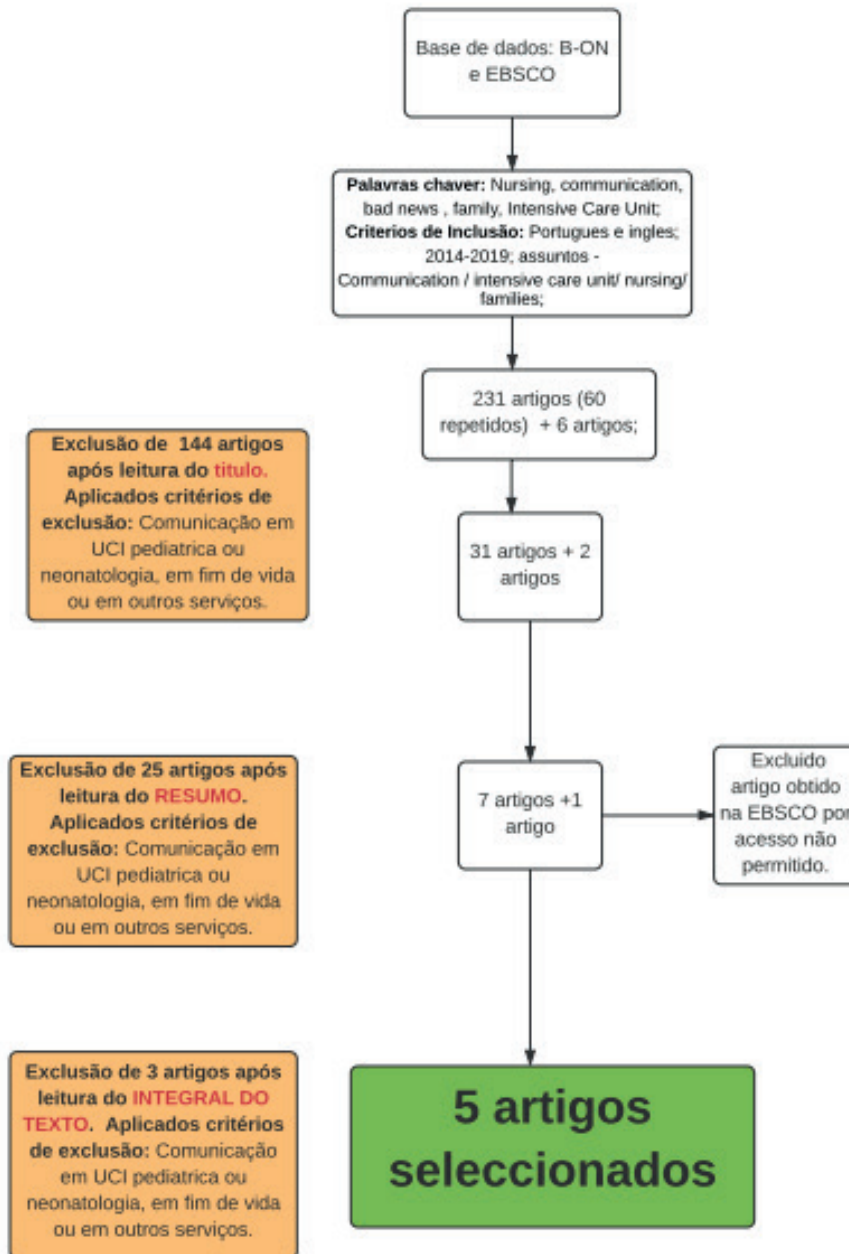 Base de dados: B-ON
e EBSCO
Palavras chaver: Nursing, communication,
bad news , family, Intensive Care Unit;
Criterios de Inclusão: Portugues e ingles;
2014-2019; assuntos -
Communication / intensive care unit/ nursing/
families;
231 artigos (60
repetidos) + 6 artigos;
Exclusão de 144 artigos
após leitura do titulo.
Aplicados critérios de
exclusão: Comunicação em
UCI pediatrica ou
neonatologia, em fim de vida
ou em outros serviços.
31 artigos + 2
artigos
Exclusão de 25 artigos após
leitura do RESUMO.
Aplicados critérios de
exclusão: Comunicação em
UCI pediatrica ou
neonatologia, em fim de vida
ou em outros serviços.
7 artigos +1
artigo
Excluido
artigo obtido
na EBSCO por
acesso não
permitido.
Exclusão de 3 artigos após
leitura do INTEGRAL DO
TEXTO. Aplicados critérios
de exclusão: Comunicação
em UCI pediatrica ou
neonatologia, em fim de vida
ou em outros serviços.
5 artigos
seleccionados